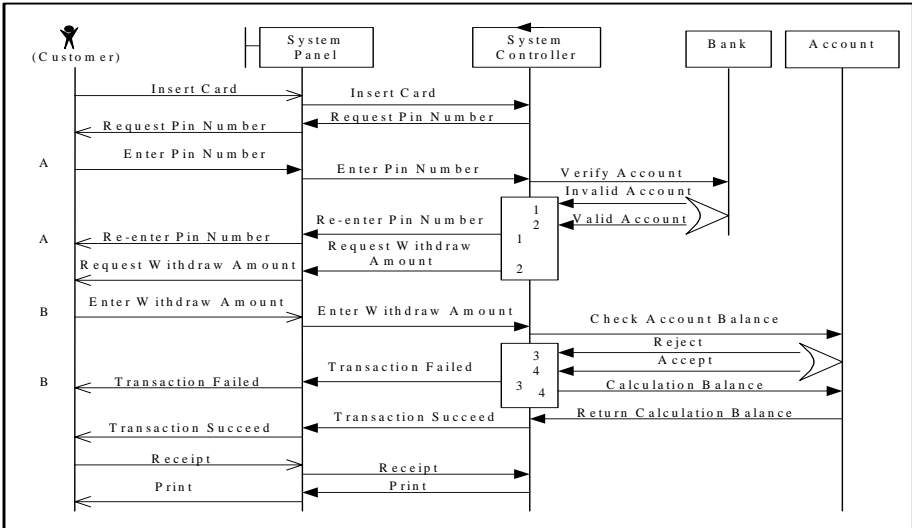 (Customer)
System
Panel
System
Controller
Bank
Account
Insert Card
Insert Card
Request Pin Number
Request Pin Number
A
Enter Pin Number
Enter Pin Number
Verify Account
Invalid Account
1
2
Valid Account
Re-enter Pin Number
1
A
Re-enter Pin Number
Request Withdraw
Amount
2
Request Withdraw Amount
B
Enter Withdraw Amount
Enter Withdraw Amount
Check Account Balance
Reject
3
Accept
4
Transaction Failed
3
4
Calculation Balance
B
Transaction Failed
Return Calculation Balance
Transaction Succeed
Transaction Succeed
Receipt
Receipt
Print
Print